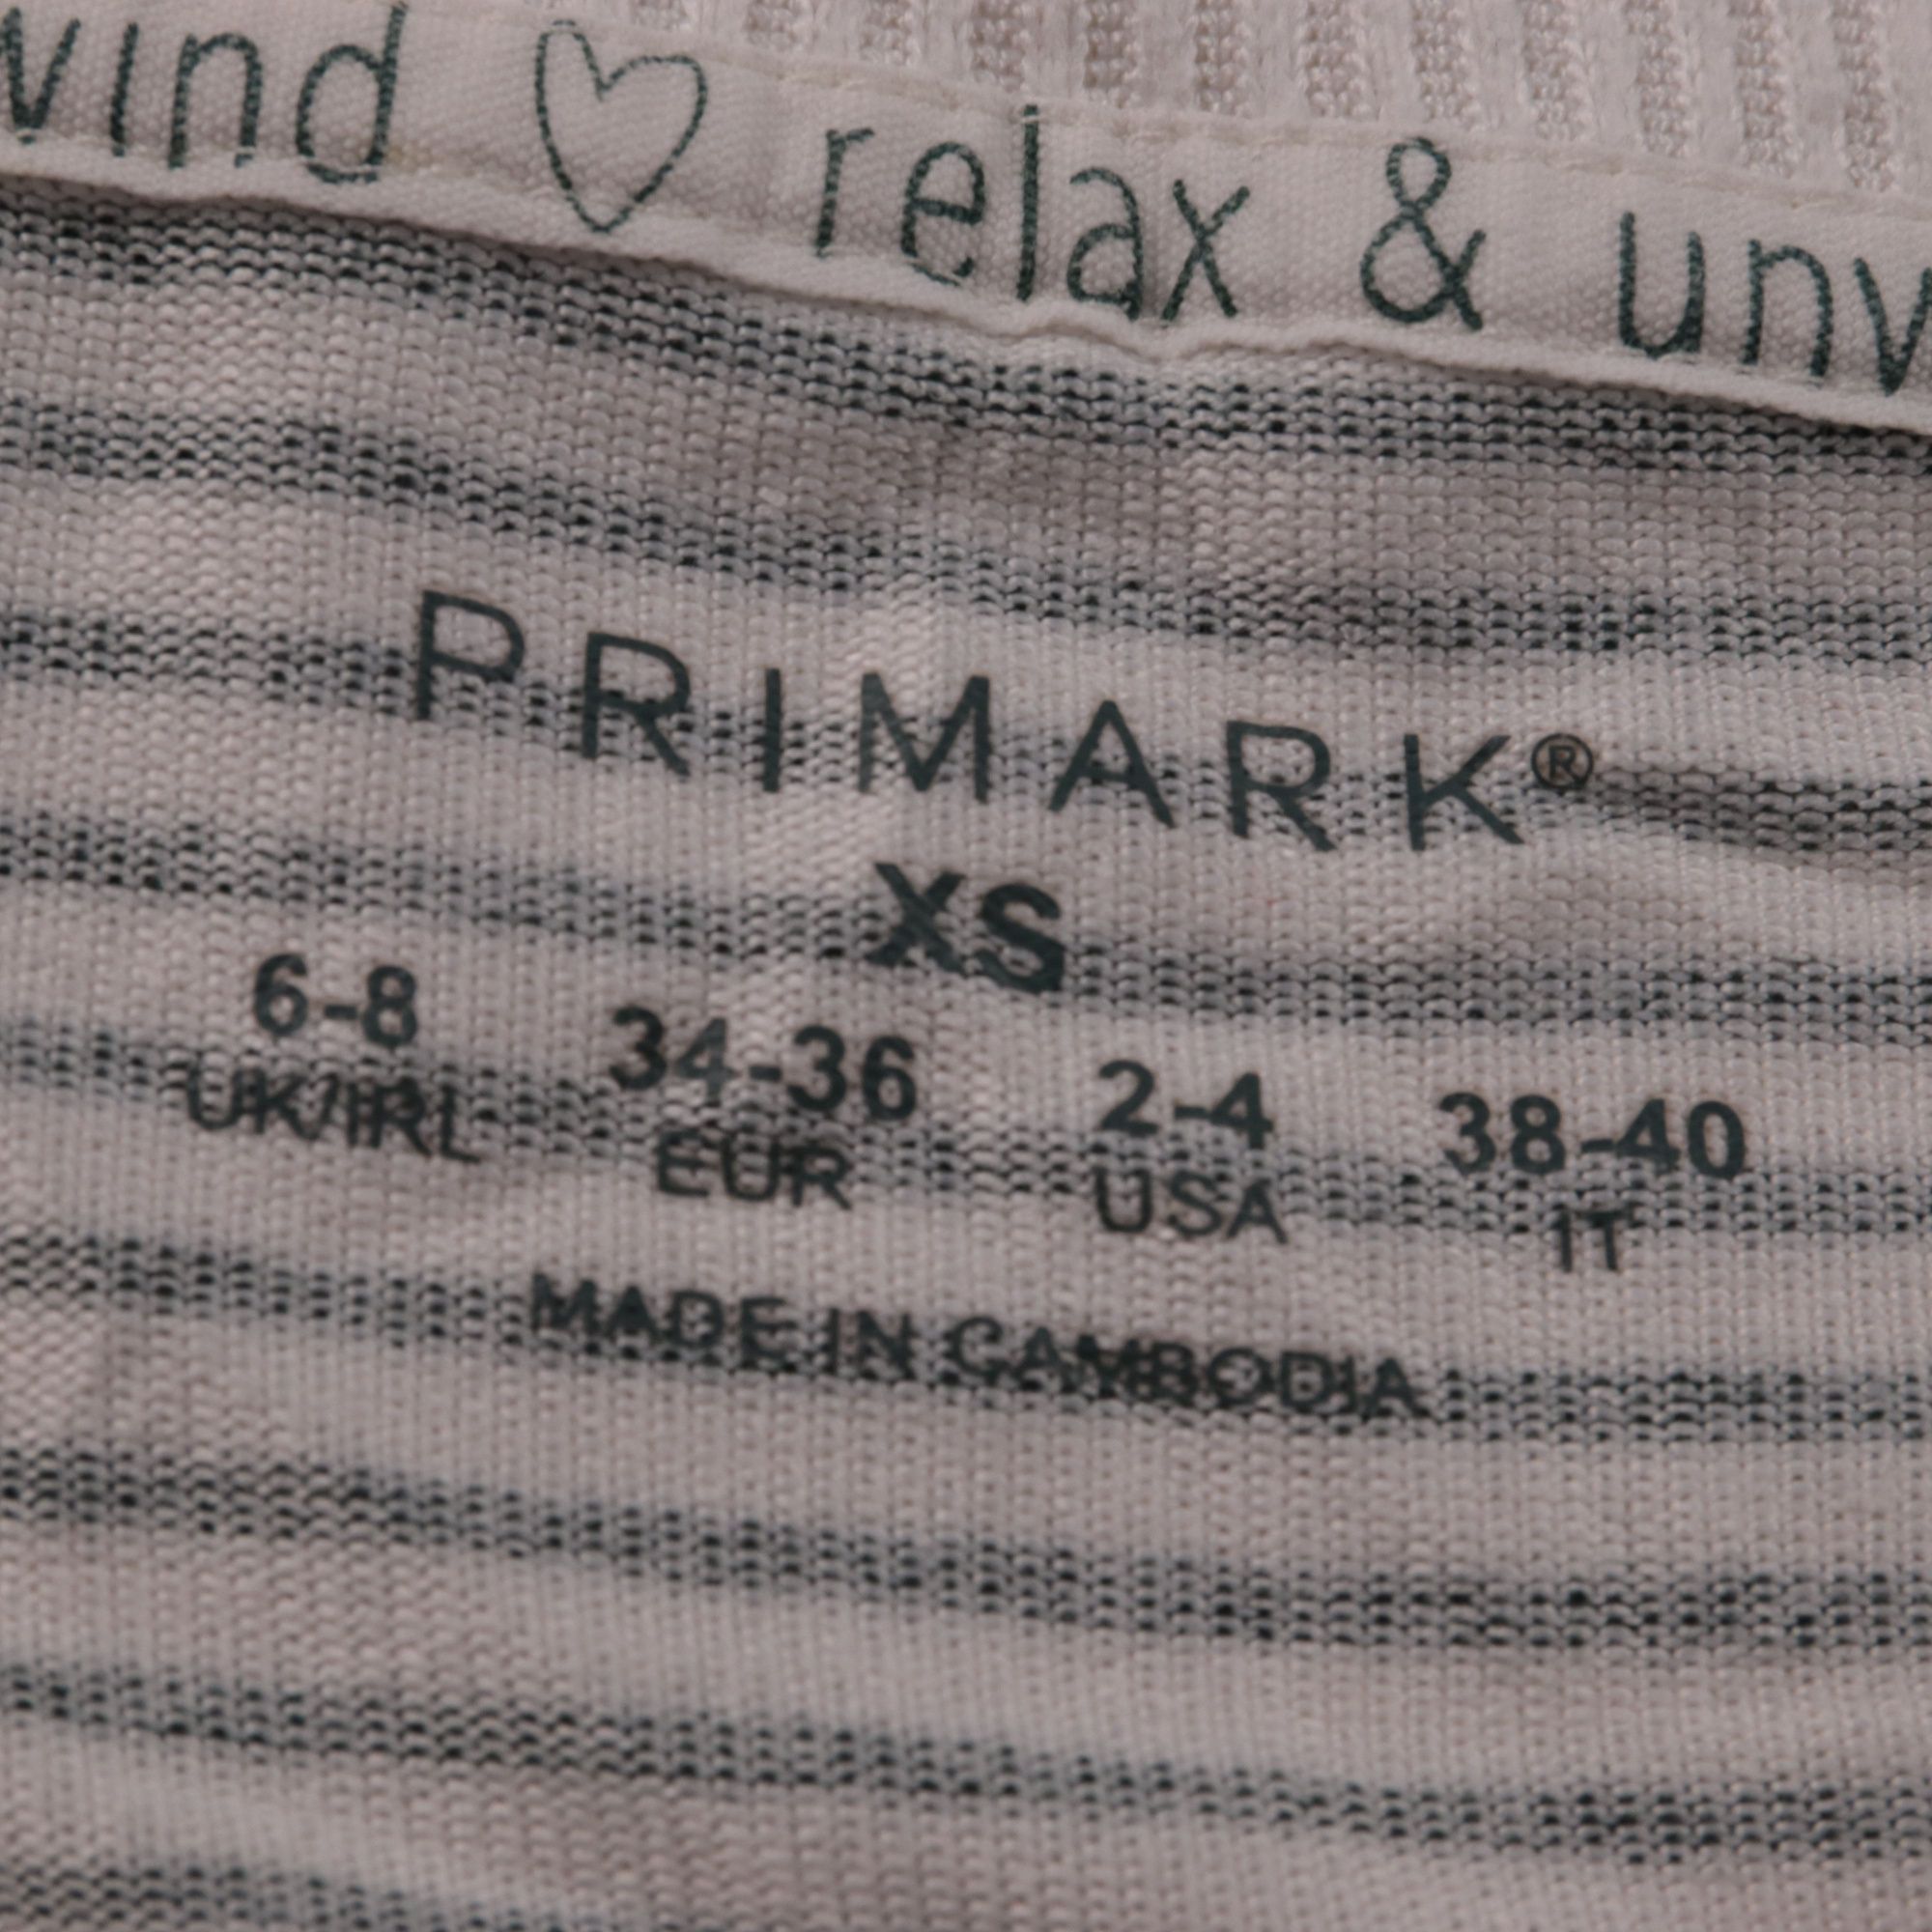 wind ♡ relax & unw
PRIMARK®
XS
6-8 34-36 2-4 38-40
UK/IRL EUR USA IT
MADE IN CAMBODIA